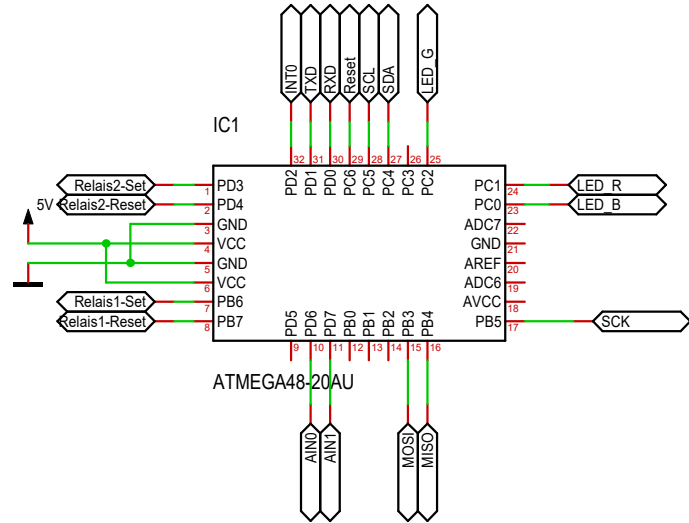 INT0
TXD
RXD
Reset
SCL
SDA
LED_G
IC1
32 31 30 29 28 27 26 25
PD2 PD1 PD0 PC6 PC5 PC4 PC3 PC2
Relais2-Set 1 PD3
Relais2-Reset 2 PD4
5V
3 GND
4 VCC
5 GND
6 VCC
Relais1-Set 7 PB6
Relais1-Reset 8 PB7
PC1 24 LED_R
PC0 23 LED_B
ADC7 22
GND 21
AREF 20
ADC6 19
AVCC 18
PB5 17 SCK
PD5 PD6 PD7 PB0 PB1 PB2 PB3 PB4
9 10 11 12 13 14 15 16
ATMEGA48-20AU
AIN0
AIN1
MOSI
MISO